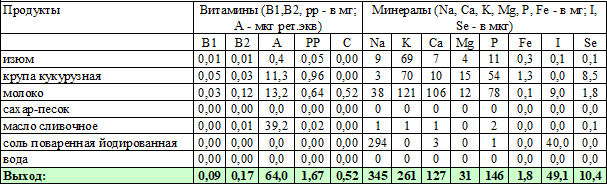 Продукты Витамины (B1,B2, рр - в мг; Минералы (Na, Ca, K, Mg, P, Fe - в мг; I,
А - мкг рет.экв) Se - в мкг)
B1 B2 A PP C Na K Ca Mg P Fe I Se
изюм 0,01 0,01 0,4 0,05 0,00 9 69 7 4 11 0,3 0,1 0,1
крупа кукурузная 0,05 0,03 11,3 0,96 0,00 3 70 10 15 54 1,3 0,0 8,5
молоко 0,03 0,12 13,2 0,64 0,52 38 121 106 12 78 0,1 9,0 1,8
сахар-песок 0,00 0,00 0,0 0,00 0,00 0 0 0 0 0 0,0 0,0 0,0
масло сливочное 0,00 0,01 39,2 0,02 0,00 1 1 1 0 2 0,0 0,0 0,1
соль поваренная йодированная 0,00 0,00 0,0 0,00 0,00 294 0 3 0 1 0,0 40,0 0,0
вода 0,00 0,00 0,0 0,00 0,00 0 0 0 0 0 0,0 0,0 0,0
Выход: 0,09 0,17 64,0 1,67 0,52 345 261 127 31 146 1,8 49,1 10,4